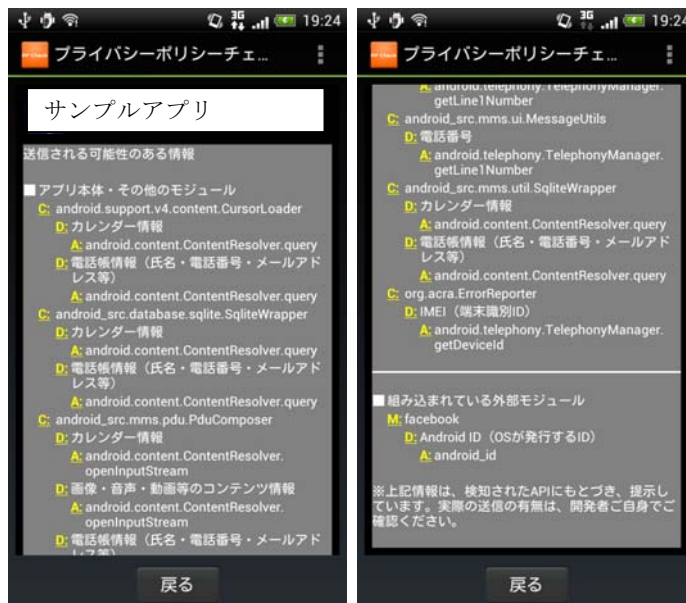 3G 19:24
PP Check プライバシーポリシーチェ...
サンプルアプリ
送信される可能性のある情報
■アプリ本体・その他のモジュール
C: android.support.v4.content.CursorLoader
D: カレンダー情報
A: android.content.ContentResolver.query
D: 電話帳情報（氏名・電話番号・メールアド
レス等）
A: android.content.ContentResolver.query
C: android_src.database.sqlite.SqliteWrapper
D: カレンダー情報
A: android.content.ContentResolver.query
D: 電話帳情報（氏名・電話番号・メールアド
レス等）
A: android.content.ContentResolver.query
C: android_src.mms.pdu.PduComposer
D: カレンダー情報
A: android.content.ContentResolver.
openInputStream
D: 画像・音声・動画等のコンテンツ情報
A: android.content.ContentResolver.
openInputStream
D: 電話帳情報（氏名・電話番号・メールアド
レス等）
戻る
3G 19:24
PP Check プライバシーポリシーチェ...
A: android.telephony.TelephonyManager.
getLine1Number
C: android_src.mms.ui.MessageUtils
D: 電話番号
A: android.telephony.TelephonyManager.
getLine1Number
C: android_src.mms.util.SqliteWrapper
D: カレンダー情報
A: android.content.ContentResolver.query
D: 電話帳情報（氏名・電話番号・メールアド
レス等）
A: android.content.ContentResolver.query
C: org.acra.ErrorReporter
D: IMEI（端末識別ID）
A: android.telephony.TelephonyManager.
getDeviceId
■組み込まれている外部モジュール
M: facebook
D: Android ID（OSが発行するID）
A: android_id
※上記情報は、検知されたAPIにもとづき、提示し
ています。実際の送信の有無は、開発者ご自身でご
確認ください。
戻る